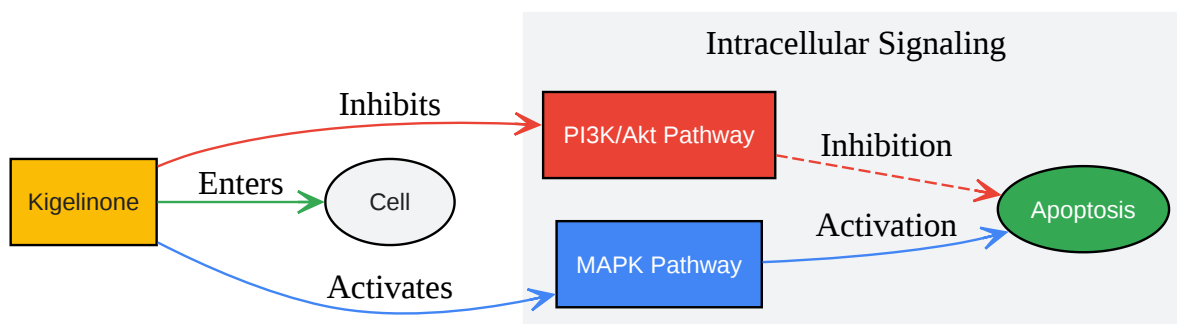 Intracellular Signaling
Inhibits
PI3K/Akt Pathway
Inhibition
Kigelinone
Enters
Cell
Apoptosis
Activation
MAPK Pathway
Activates